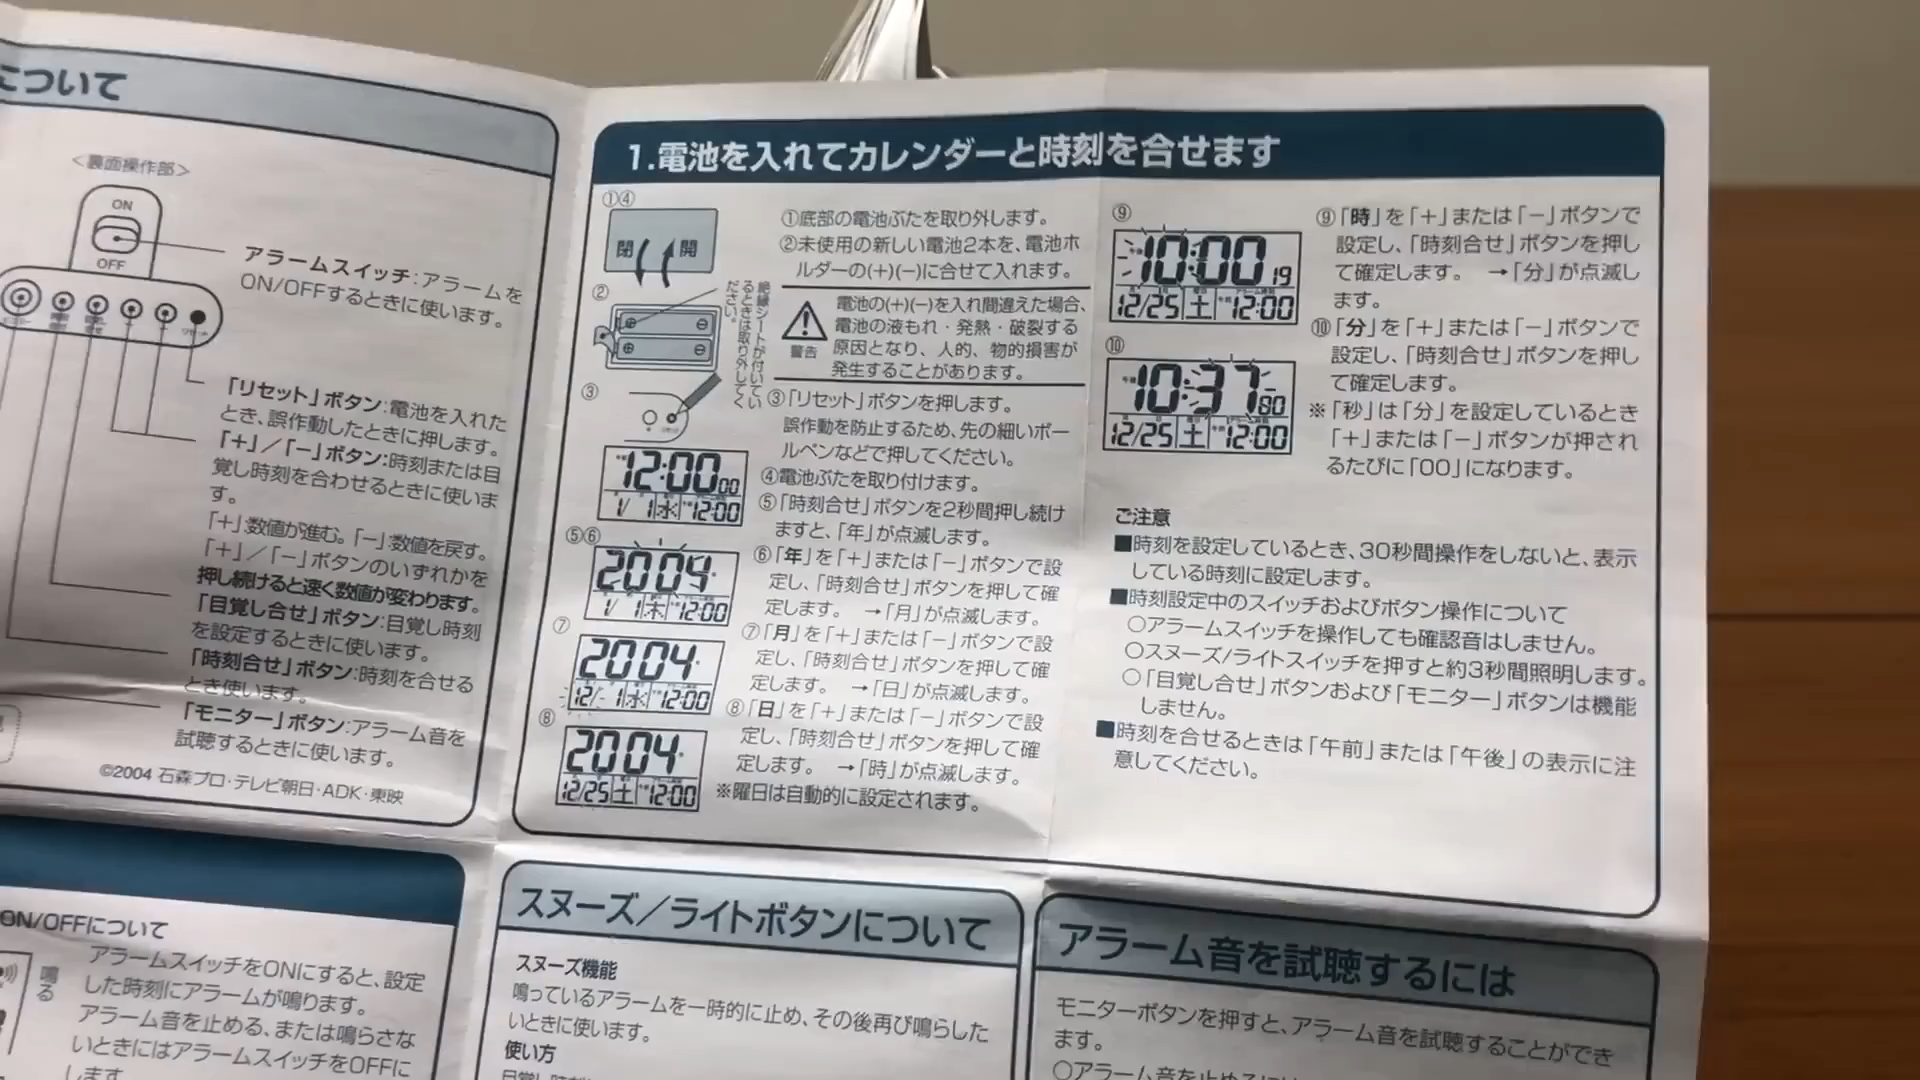 について
<裏面操作部>
ON
OFF
アラームスイッチ:アラームを
ON/OFFするときに使います。
リセット
「リセット」ボタン:電池を入れた
とき、誤作動したときに押します。
「+」/「−」ボタン:時刻または目
覚し時刻を合わせるときに使いま
す。
「+」:数値が進む。「−」:数値を戻す。
「+」/「−」ボタンのいずれかを
押し続けると速く数値が変わります。
「目覚し合せ」ボタン:目覚し時刻
を設定するときに使います。
「時刻合せ」ボタン:時刻を合せる
とき使います。
「モニター」ボタン:アラーム音を
試聴するときに使います。
©2004 石森プロ・テレビ朝日・ADK・東映
1.電池を入れてカレンダーと時刻を合せます
①④
閉 開
②
絶縁シートが付いてい
るときは取り外してく
ださい。
③
12:00 00
1/ 1 水 12:00
⑤⑥
2004
1/ 1 木 12:00
⑦
2004
12/ 1 水 12:00
⑧
2004
12/25 土 12:00
①底部の電池ぶたを取り外します。
②未使用の新しい電池2本を、電池ホ
ルダーの(+)(−)に合せて入れます。
警告
電池の(+)(−)を入れ間違えた場合、
電池の液もれ・発熱・破裂する
原因となり、人的、物的損害が
発生することがあります。
③「リセット」ボタンを押します。
誤作動を防止するため、先の細いボー
ルペンなどで押してください。
④電池ぶたを取り付けます。
⑤「時刻合せ」ボタンを2秒間押し続け
ますと、「年」が点滅します。
⑥「年」を「+」または「−」ボタンで設
定し、「時刻合せ」ボタンを押して確
定します。 →「月」が点滅します。
⑦「月」を「+」または「−」ボタンで設
定し、「時刻合せ」ボタンを押して確
定します。 →「日」が点滅します。
⑧「日」を「+」または「−」ボタンで設
定し、「時刻合せ」ボタンを押して確
定します。 →「時」が点滅します。
※曜日は自動的に設定されます。
⑨
10:00 19
12/25 土 12:00
⑩
10:37 80
12/25 土 12:00
⑨「時」を「+」または「−」ボタンで
設定し、「時刻合せ」ボタンを押し
て確定します。 →「分」が点滅し
ます。
⑩「分」を「+」または「−」ボタンで
設定し、「時刻合せ」ボタンを押し
て確定します。
※「秒」は「分」を設定しているとき
「+」または「−」ボタンが押され
るたびに「00」になります。
ご注意
■時刻を設定しているとき、30秒間操作をしないと、表示
している時刻に設定します。
■時刻設定中のスイッチおよびボタン操作について
○アラームスイッチを操作しても確認音はしません。
○スヌーズ/ライトスイッチを押すと約3秒間照明します。
○「目覚し合せ」ボタンおよび「モニター」ボタンは機能
しません。
■時刻を合せるときは「午前」または「午後」の表示に注
意してください。
ON/OFFについて
鳴る
アラームスイッチをONにすると、設定
した時刻にアラームが鳴ります。
アラーム音を止める、または鳴らさな
いときにはアラームスイッチをOFFに
します。
スヌーズ/ライトボタンについて
スヌーズ機能
鳴っているアラームを一時的に止め、その後再び鳴らした
いときに使います。
使い方
アラーム音を試聴するには
モニターボタンを押すと、アラーム音を試聴することができ
ます。
○アラーム音を止めるには